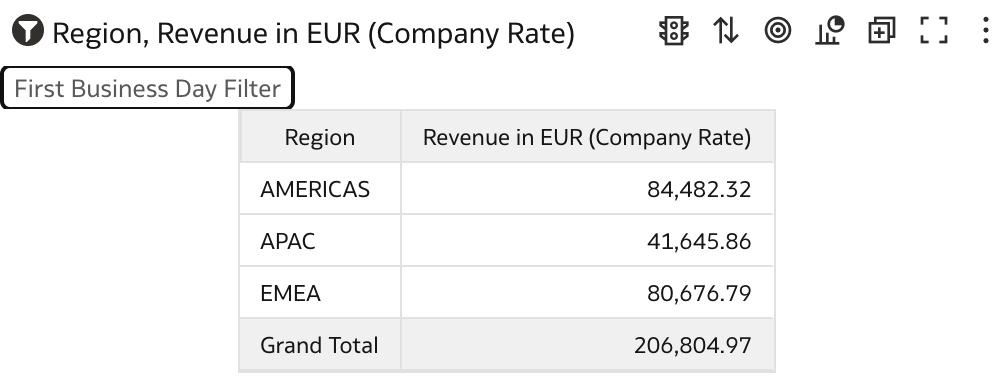 Region, Revenue in EUR (Company Rate)
First Business Day Filter
Region Revenue in EUR (Company Rate)
AMERICAS 84,482.32
APAC 41,645.86
EMEA 80,676.79
Grand Total 206,804.97